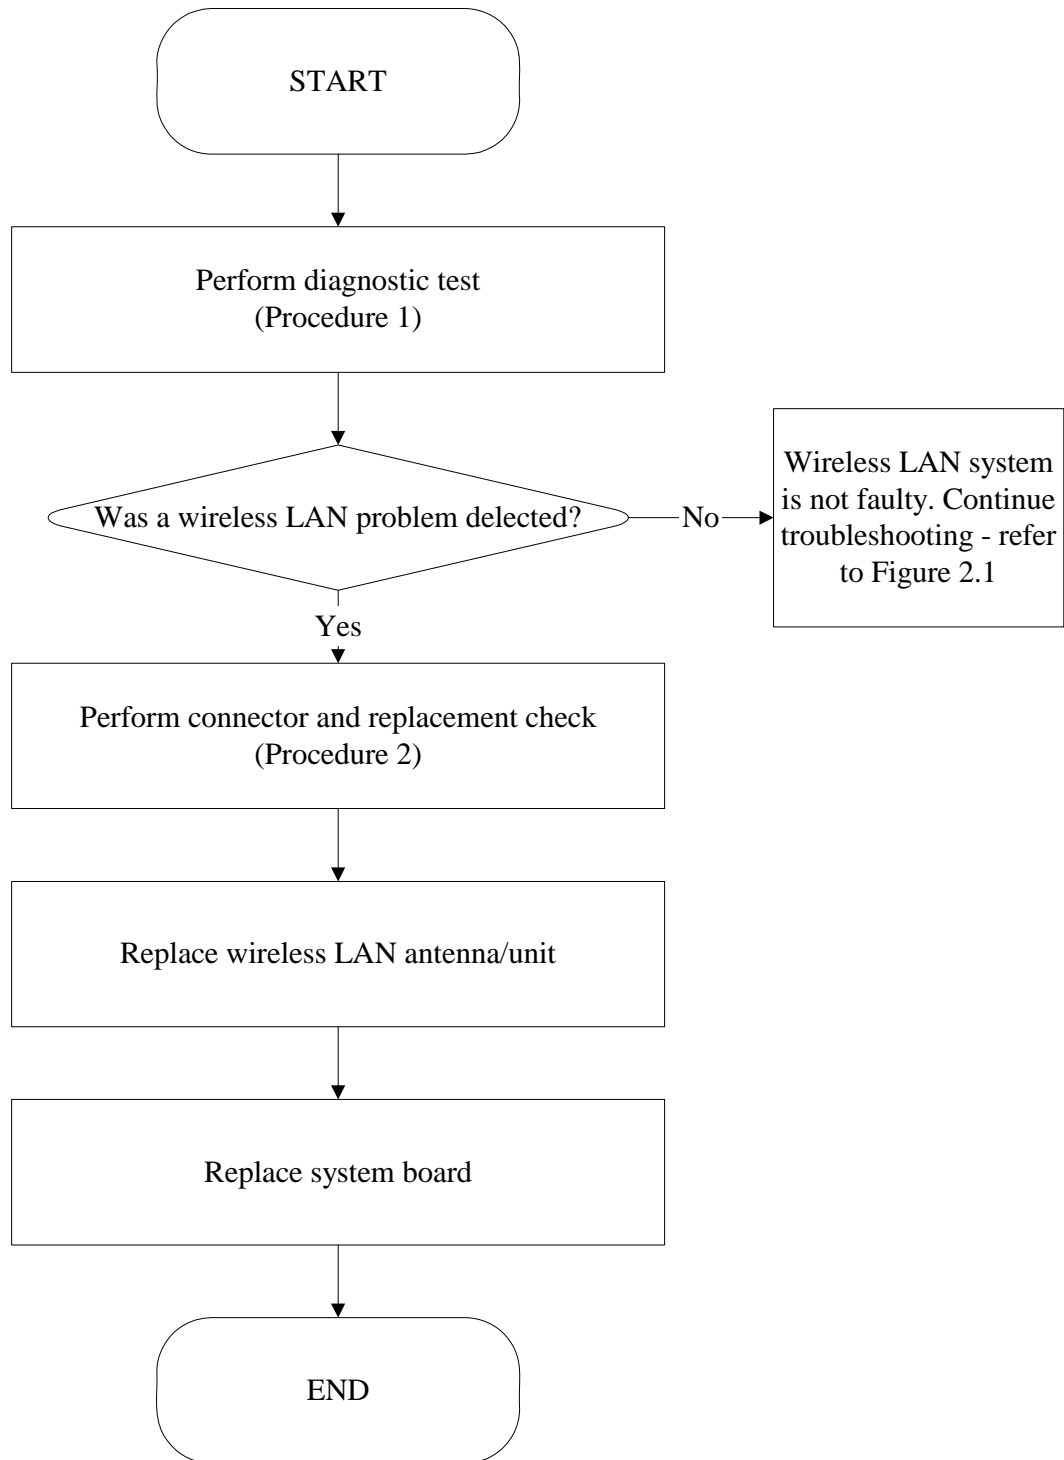 START
Perform diagnostic test
(Procedure 1)
Was a wireless LAN problem delected?
No
Wireless LAN system
is not faulty. Continue
troubleshooting - refer
to Figure 2.1
Yes
Perform connector and replacement check
(Procedure 2)
Replace wireless LAN antenna/unit
Replace system board
END